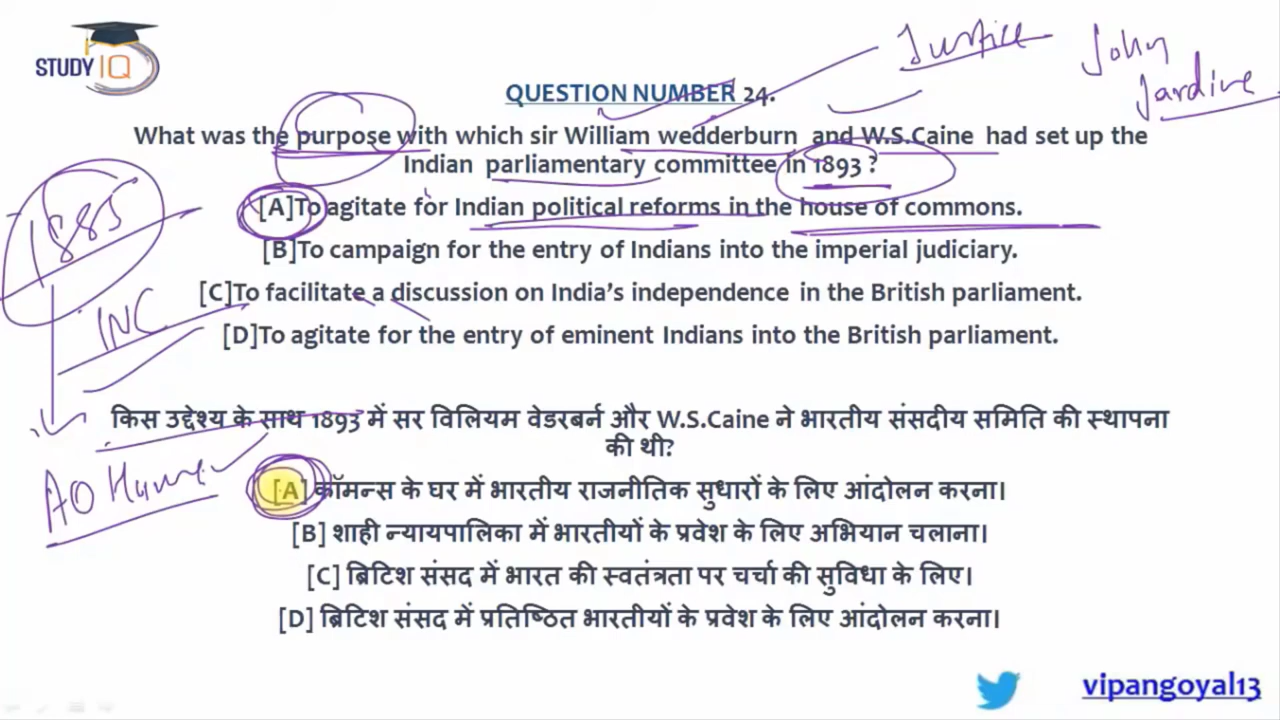 STUDY IQ
Justice
John
Jardine
QUESTION NUMBER 24.
What was the purpose with which sir William wedderburn and W.S.Caine had set up the
Indian parliamentary committee in 1893 ?
[A]To agitate for Indian political reforms in the house of commons.
[B]To campaign for the entry of Indians into the imperial judiciary.
[C]To facilitate a discussion on India's independence in the British parliament.
[D]To agitate for the entry of eminent Indians into the British parliament.
1885
INC
AO Hume
किस उद्देश्य के साथ 1893 में सर विलियम वेडरबर्न और W.S.Caine ने भारतीय संसदीय समिति की स्थापना
की थी?
[A] कॉमन्स के घर में भारतीय राजनीतिक सुधारों के लिए आंदोलन करना।
[B] शाही न्यायपालिका में भारतीयों के प्रवेश के लिए अभियान चलाना।
[C] ब्रिटिश संसद में भारत की स्वतंत्रता पर चर्चा की सुविधा के लिए।
[D] ब्रिटिश संसद में प्रतिष्ठित भारतीयों के प्रवेश के लिए आंदोलन करना।
vipangoyal13